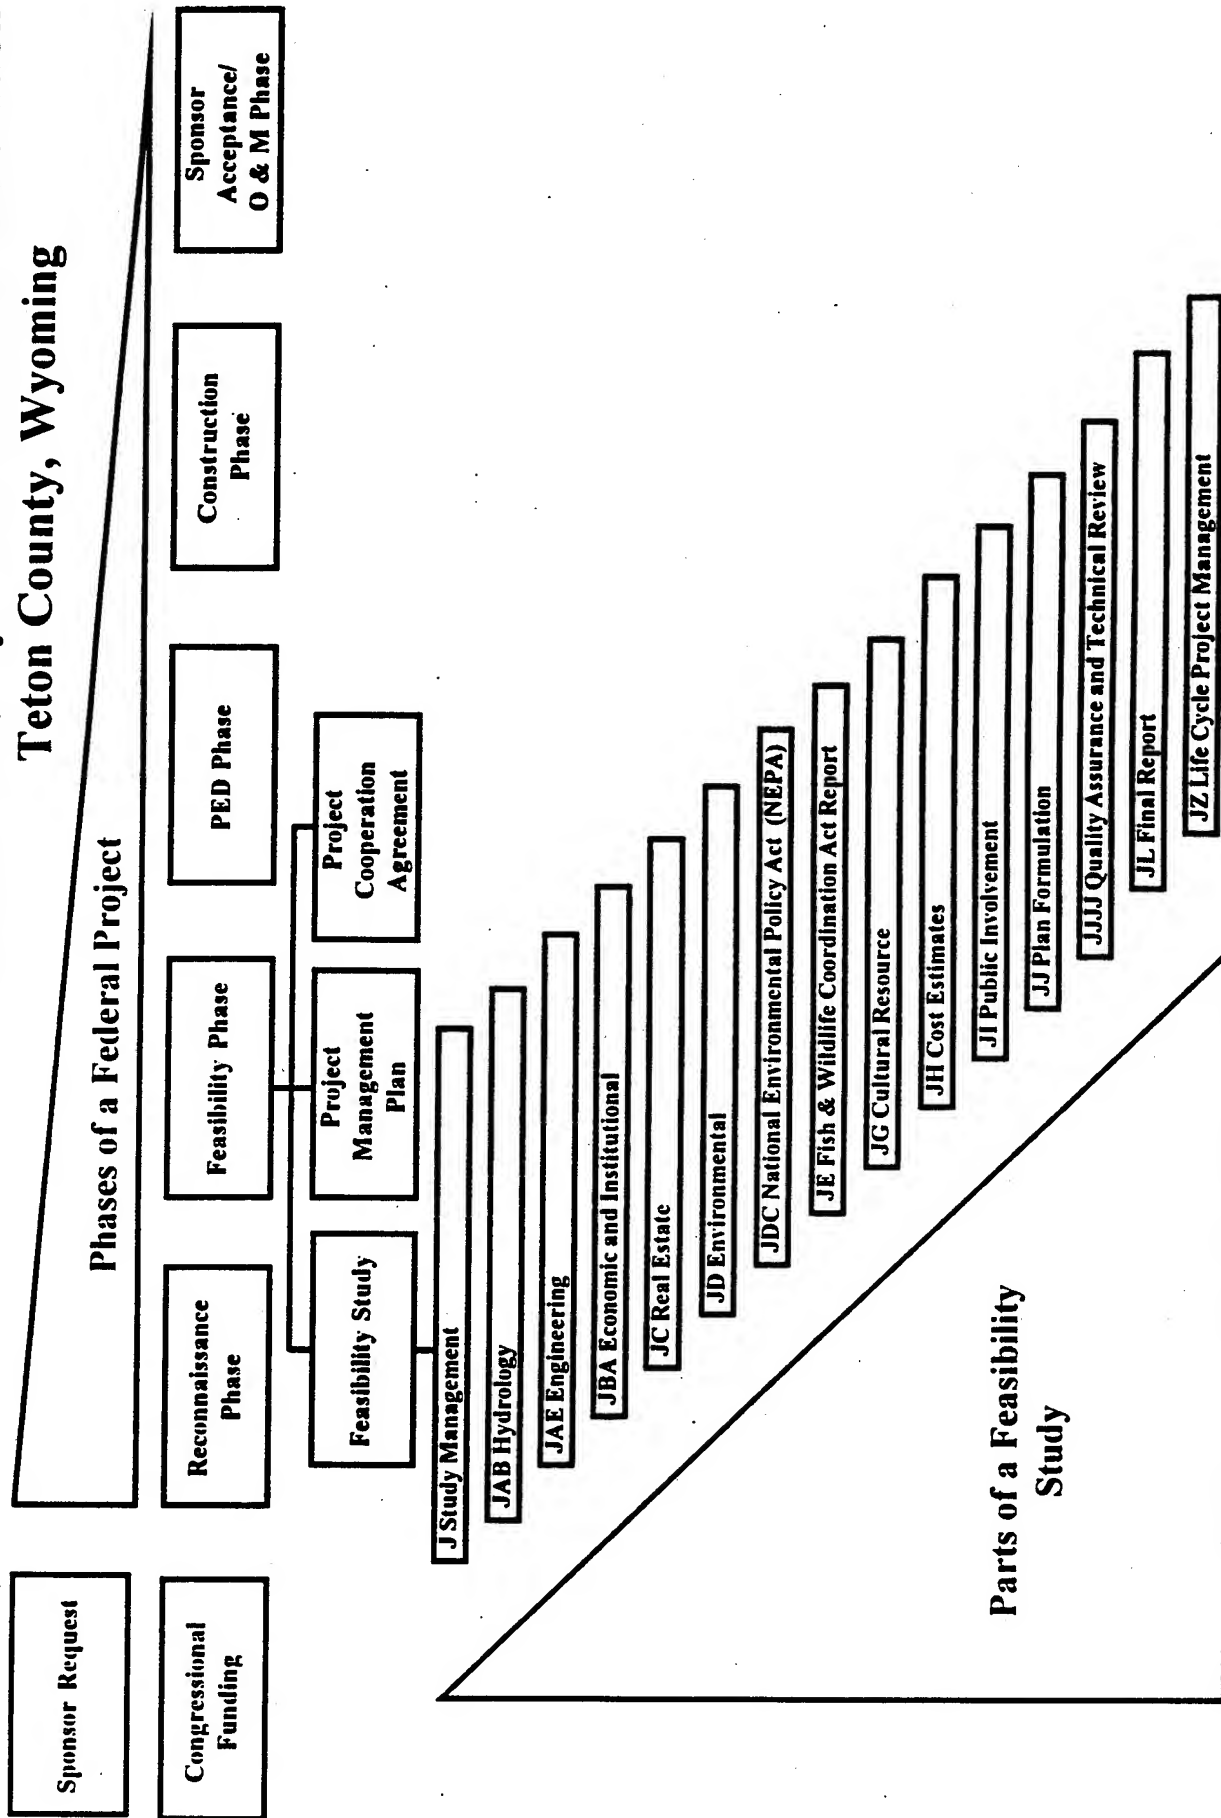 Teton County, Wyoming
Sponsor Request
Phases of a Federal Project
Congressional
Funding
Reconnaissance
Phase
Feasibility Phase
PED Phase
Construction
Phase
Sponsor
Acceptance/
O & M Phase
Feasibility Study
Project
Management
Plan
Project
Cooperation
Agreement
J Study Management
JAB Hydrology
JAE Engineering
JBA Economic and Institutional
JC Real Estate
JD Environmental
JDC National Environmental Policy Act (NEPA)
JE Fish & Wildlife Coordination Act Report
JG Cultural Resource
JH Cost Estimates
JI Public Involvement
JJ Plan Formulation
JJJJ Quality Assurance and Technical Review
JL Final Report
JZ Life Cycle Project Management
Parts of a Feasibility
Study